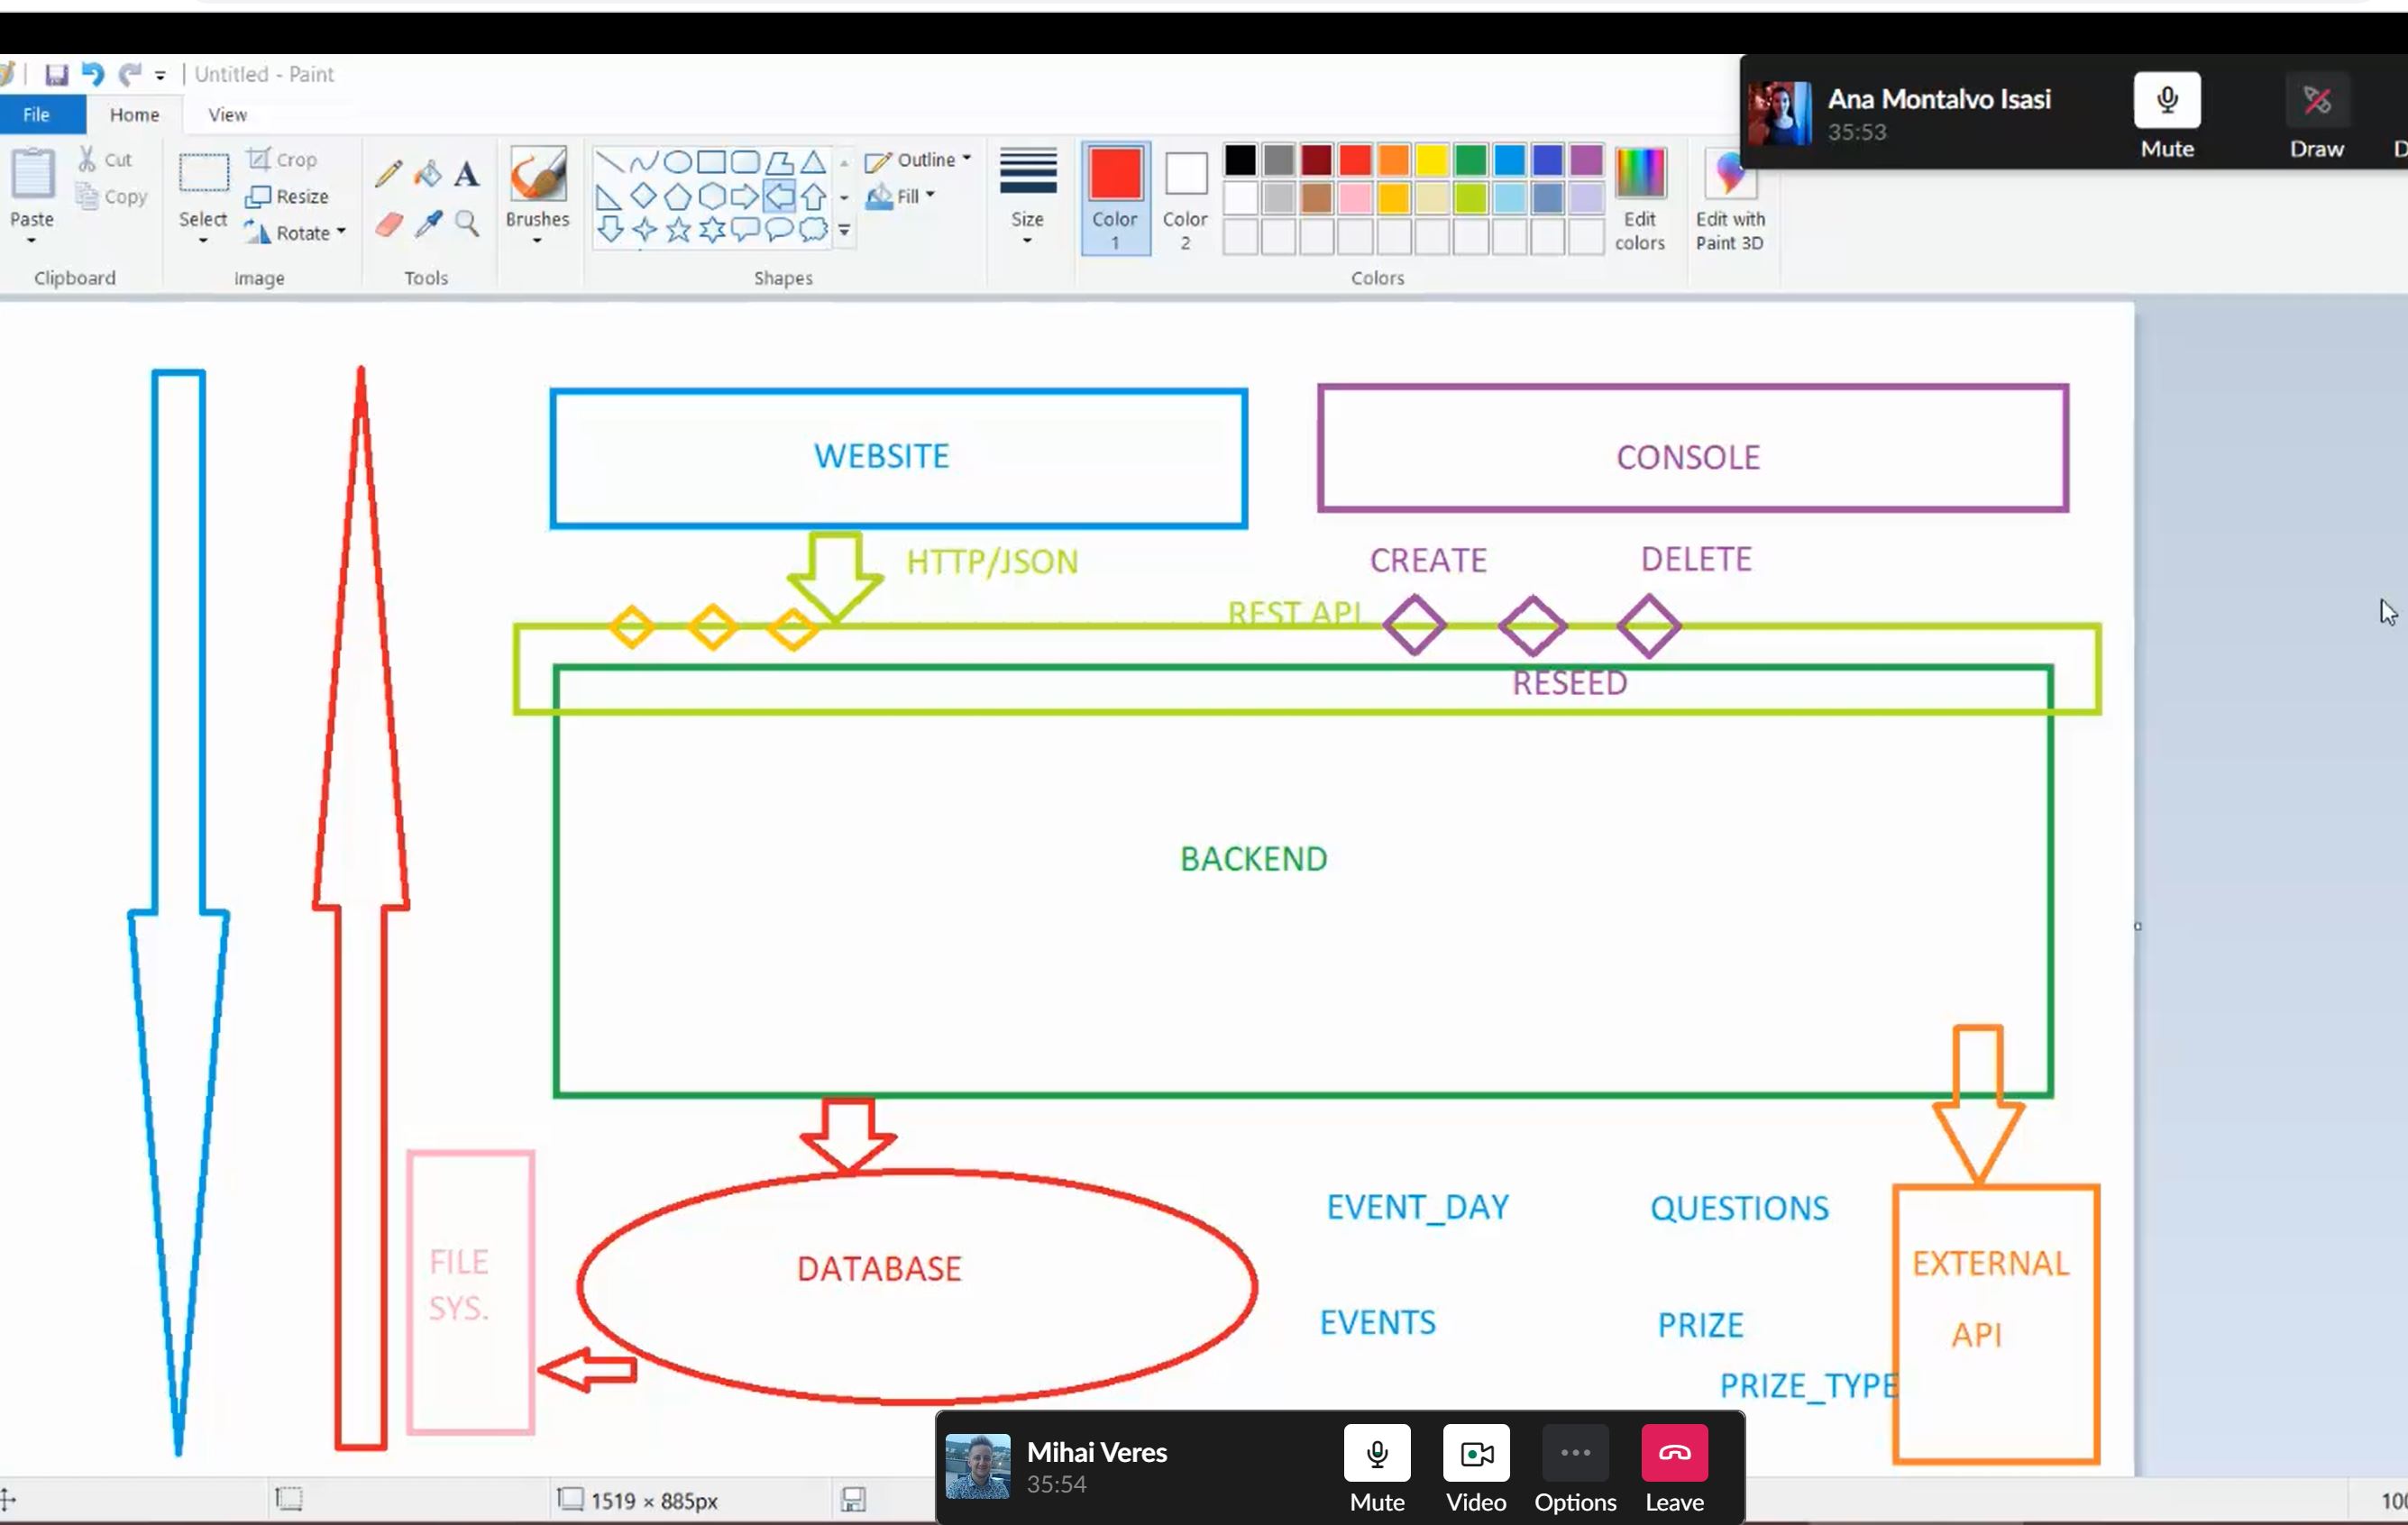 Untitled - Paint
File Home View
Ana Montalvo Isasi
35:53
Mute
Draw
Paste
Cut
Copy
Clipboard
Select
Crop
Resize
Rotate
Image
A
Tools
Brushes
Outline
Fill
Shapes
Size
Color
1
Color
2
Edit
colors
Colors
Edit with
Paint 3D
WEBSITE
CONSOLE
HTTP/JSON
CREATE
DELETE
REST API
RESEED
BACKEND
FILE
SYS.
DATABASE
EVENT_DAY
QUESTIONS
EVENTS
PRIZE
PRIZE_TYPE
EXTERNAL
API
Mihai Veres
35:54
Mute
Video
Options
Leave
1519 × 885px